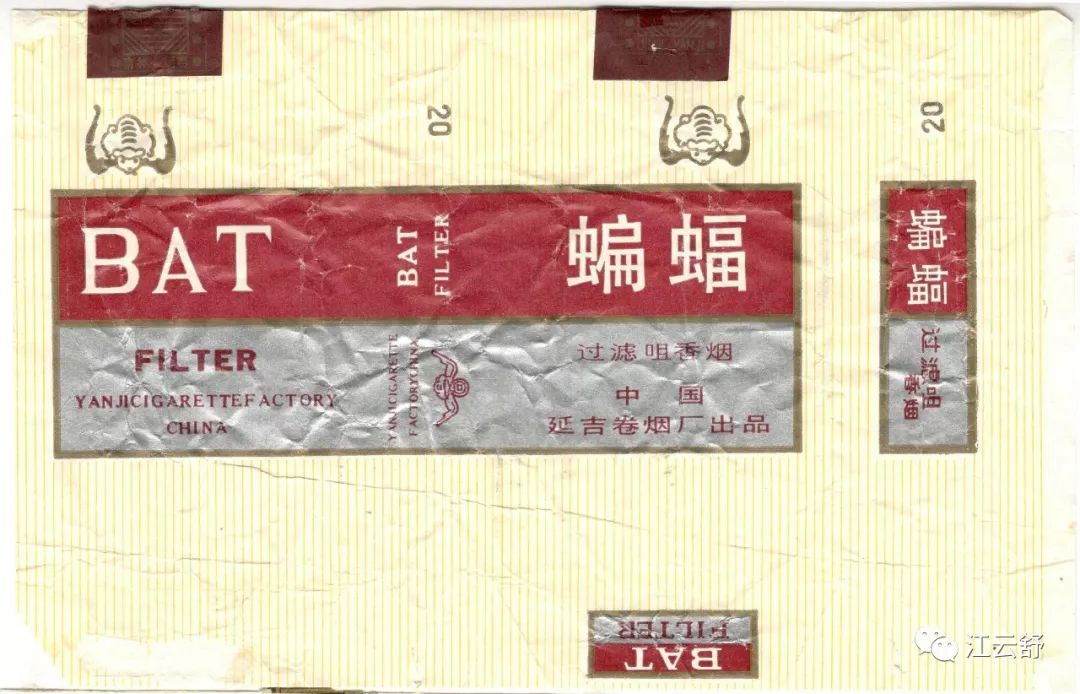 20
20
BAT
BAT
FILTER
蝙蝠
蝙蝠
FILTER
YANJICIGARETTEFACTORY
CHINA
YANJICIGARETTE
FACTORYCHINA
过滤咀香烟
中国
延吉卷烟厂出品
过滤咀
香烟
BAT
FILTER
江云舒